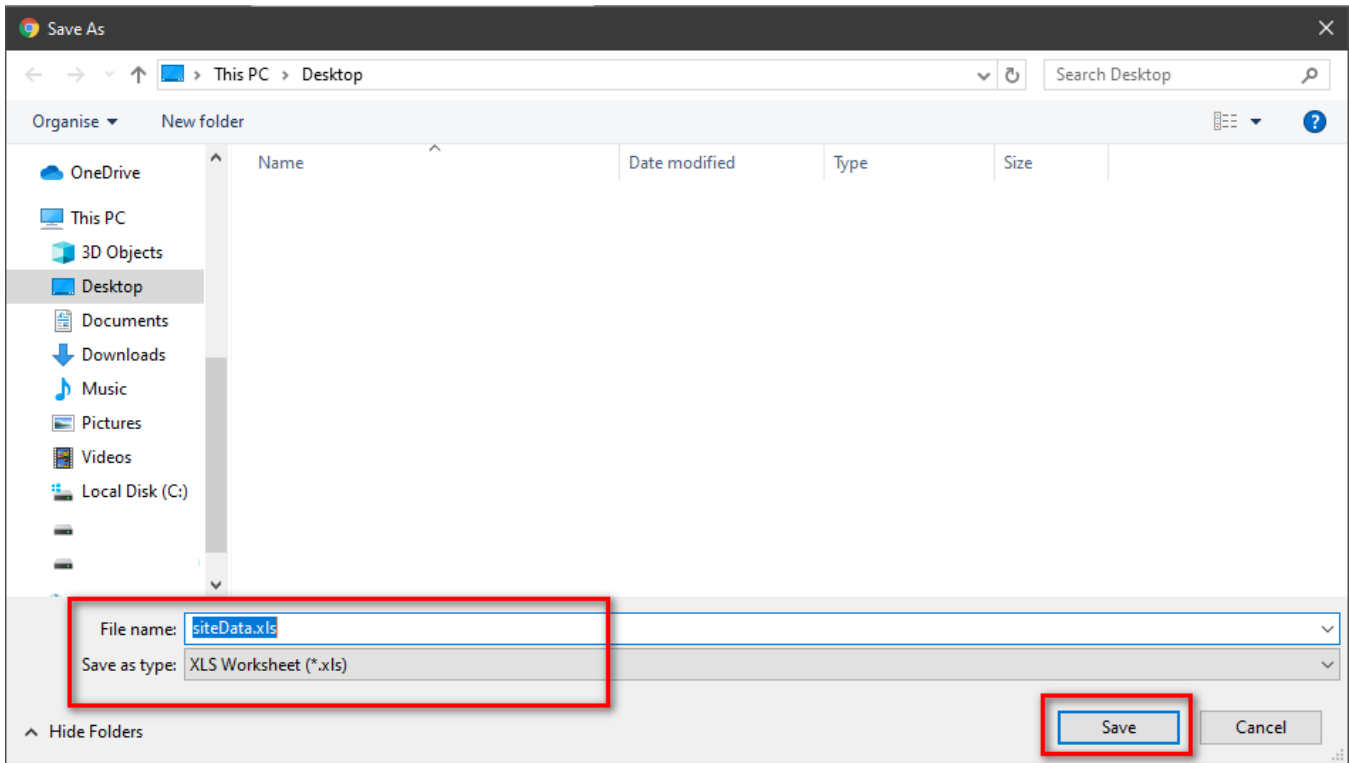 Save As
This PC > Desktop
Search Desktop
Organise
New folder
Name
Date modified
Type
Size
OneDrive
This PC
3D Objects
Desktop
Documents
Downloads
Music
Pictures
Videos
Local Disk (C:)
File name: siteData.xls
Save as type: XLS Worksheet (*.xls)
Hide Folders
Save
Cancel